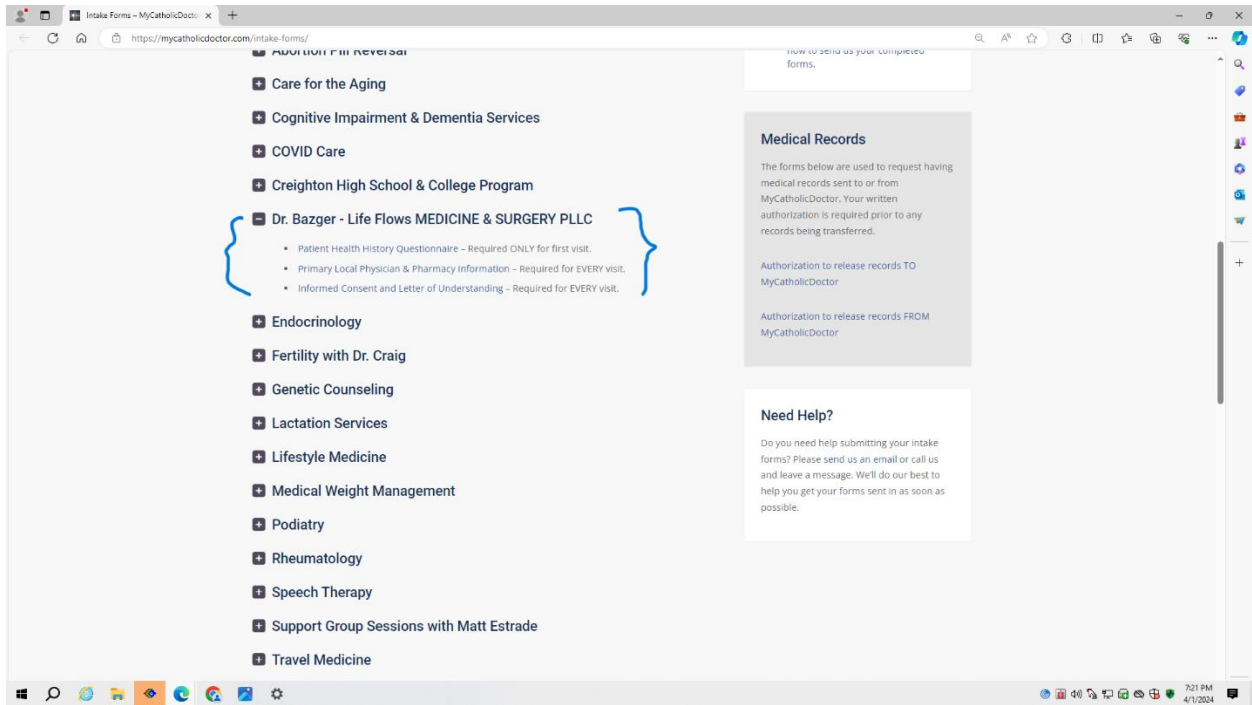 Intake Forms – MyCatholicDocto
https://mycatholicdoctor.com/intake-forms/
Abortion Pill Reversal
Care for the Aging
Cognitive Impairment & Dementia Services
COVID Care
Creighton High School & College Program
Dr. Bazger - Life Flows MEDICINE & SURGERY PLLC
Patient Health History Questionnaire – Required ONLY for first visit.
Primary Local Physician & Pharmacy Information – Required for EVERY visit.
Informed Consent and Letter of Understanding – Required for EVERY visit.
Endocrinology
Fertility with Dr. Craig
Genetic Counseling
Lactation Services
Lifestyle Medicine
Medical Weight Management
Podiatry
Rheumatology
Speech Therapy
Support Group Sessions with Matt Estrade
Travel Medicine
how to send us your completed
forms.
Medical Records
The forms below are used to request having
medical records sent to or from
MyCatholicDoctor. Your written
authorization is required prior to any
records being transferred.
Authorization to release records TO
MyCatholicDoctor
Authorization to release records FROM
MyCatholicDoctor
Need Help?
Do you need help submitting your intake
forms? Please send us an email or call us
and leave a message. We'll do our best to
help you get your forms sent in as soon as
possible.
7:21 PM
4/1/2024